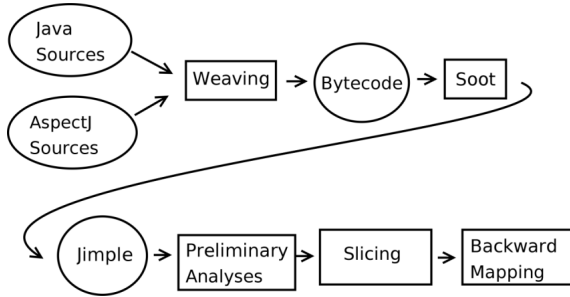 Java
Sources
AspectJ
Sources
Weaving
Bytecode
Soot
Jimple
Preliminary
Analyses
Slicing
Backward
Mapping